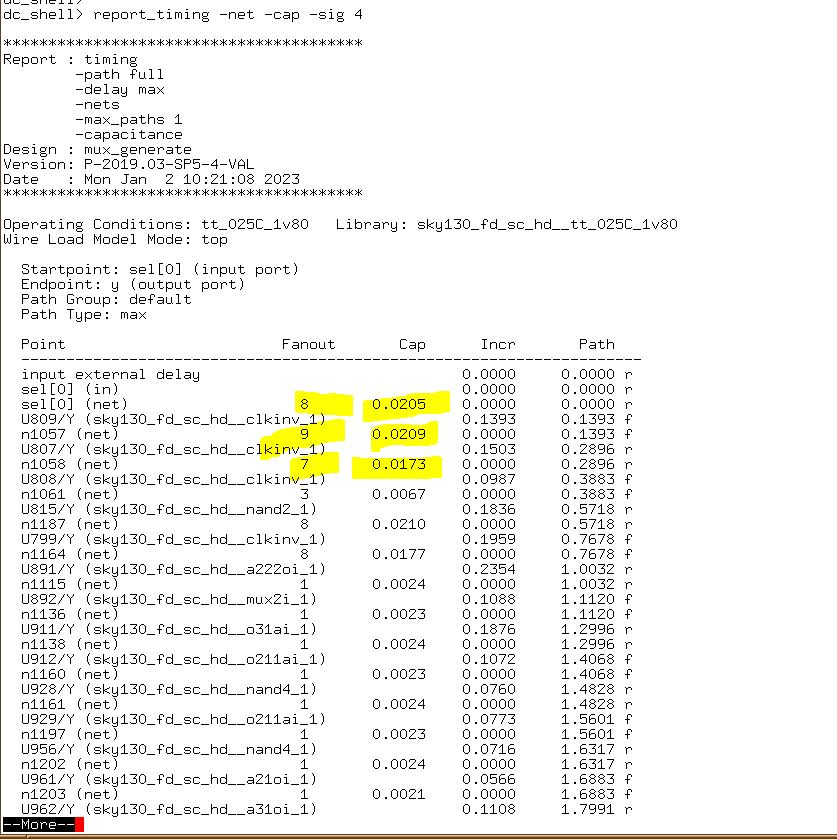 dc_shell>
dc_shell> report_timing -net -cap -sig 4
****************************************
Report : timing
-path full
-delay max
-nets
-max_paths 1
-capacitance
Design : mux_generate
Version: P-2019.03-SP5-4-VAL
Date : Mon Jan 2 10:21:08 2023
****************************************
Operating Conditions: tt_025C_1v80 Library: sky130_fd_sc_hd__tt_025C_1v80
Wire Load Model Mode: top
Startpoint: sel[0] (input port)
Endpoint: y (output port)
Path Group: default
Path Type: max
Point Fanout Cap Incr Path
---------------------------------------------------------------------
input external delay 0.0000 0.0000 r
sel[0] (in) 0.0000 0.0000 r
sel[0] (net) 8 0.0205 0.0000 0.0000 r
U809/Y (sky130_fd_sc_hd__clkinv_1) 0.1393 0.1393 f
n1057 (net) 9 0.0209 0.0000 0.1393 f
U807/Y (sky130_fd_sc_hd__clkinv_1) 0.1503 0.2896 r
n1058 (net) 7 0.0173 0.0000 0.2896 r
U808/Y (sky130_fd_sc_hd__clkinv_1) 0.0987 0.3883 f
n1061 (net) 3 0.0067 0.0000 0.3883 f
U815/Y (sky130_fd_sc_hd__nand2_1) 0.1836 0.5718 r
n1187 (net) 8 0.0210 0.0000 0.5718 r
U799/Y (sky130_fd_sc_hd__clkinv_1) 0.1959 0.7678 f
n1164 (net) 8 0.0177 0.0000 0.7678 f
U891/Y (sky130_fd_sc_hd__a222oi_1) 0.2354 1.0032 r
n1115 (net) 1 0.0024 0.0000 1.0032 r
U892/Y (sky130_fd_sc_hd__mux2i_1) 0.1088 1.1120 f
n1136 (net) 1 0.0023 0.0000 1.1120 f
U911/Y (sky130_fd_sc_hd__o31ai_1) 0.1876 1.2996 r
n1138 (net) 1 0.0024 0.0000 1.2996 r
U912/Y (sky130_fd_sc_hd__o211ai_1) 0.1072 1.4068 f
n1160 (net) 1 0.0023 0.0000 1.4068 f
U928/Y (sky130_fd_sc_hd__nand4_1) 0.0760 1.4828 r
n1161 (net) 1 0.0024 0.0000 1.4828 r
U929/Y (sky130_fd_sc_hd__o211ai_1) 0.0773 1.5601 f
n1197 (net) 1 0.0023 0.0000 1.5601 f
U956/Y (sky130_fd_sc_hd__nand4_1) 0.0716 1.6317 r
n1202 (net) 1 0.0024 0.0000 1.6317 r
U961/Y (sky130_fd_sc_hd__a21oi_1) 0.0566 1.6883 f
n1203 (net) 1 0.0021 0.0000 1.6883 f
U962/Y (sky130_fd_sc_hd__a31oi_1) 0.1108 1.7991 r
--More--